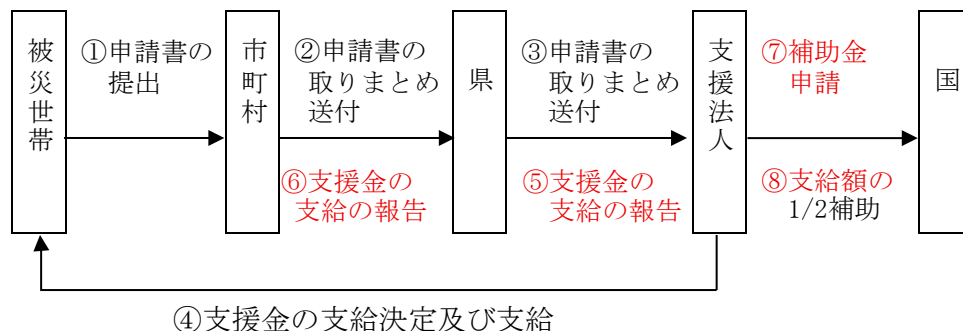 被災世帯
①申請書の
提出
市町村
②申請書の
取りまとめ
送付
⑥支援金の
支給の報告
県
③申請書の
取りまとめ
送付
⑤支援金の
支給の報告
支援法人
⑦補助金
申請
⑧支給額の
1/2補助
国
④支援金の支給決定及び支給